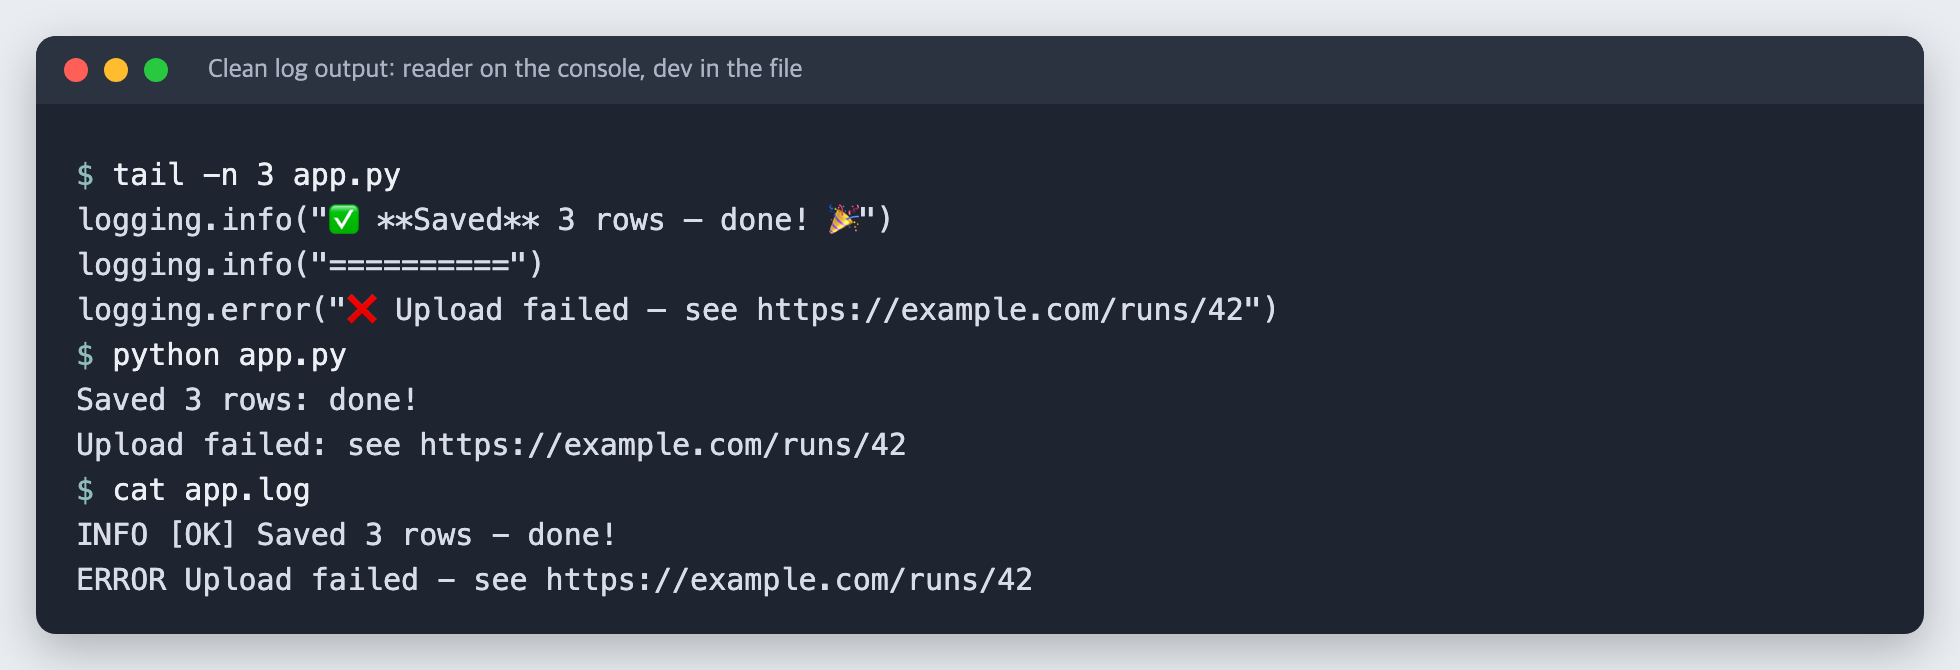 Clean log output: reader on the console, dev in the file
$ tail -n 3 app.py
logging.info("✅ **Saved** 3 rows — done! 🎉")
logging.info("==========")
logging.error("❌ Upload failed — see https://example.com/runs/42")
$ python app.py
Saved 3 rows: done!
Upload failed: see https://example.com/runs/42
$ cat app.log
INFO [OK] Saved 3 rows - done!
ERROR Upload failed - see https://example.com/runs/42